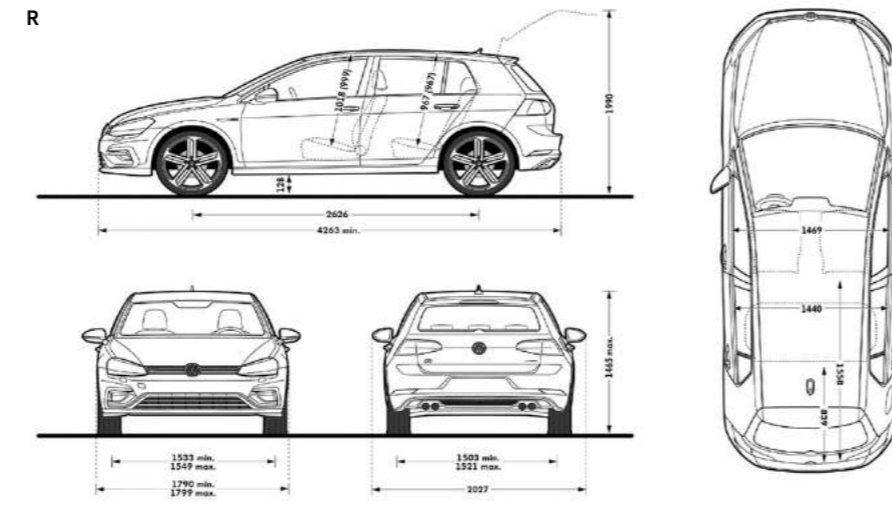 R
1018 (999)
967 (967)
1990
128
2626
4263 min.
1469
1440
1558
839
1465 max.
1533 min.
1549 max.
1790 min.
1799 max.
1503 min.
1521 max.
2027